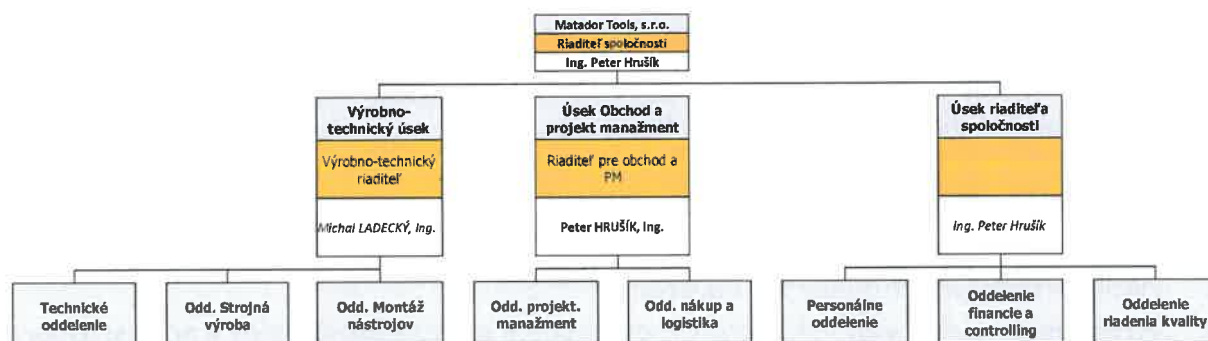 Matador Tools, s.r.o.
Riaditeľ spoločnosti
Ing. Peter Hrušík
Výrobno-
technický úsek
Výrobno-technický
riaditeľ
Michal LADECKÝ, Ing.
Úsek Obchod a
projekt manažment
Riaditeľ pre obchod a
PM
Peter HRUŠÍK, Ing.
Úsek riaditeľa
spoločnosti
Ing. Peter Hrušík
Technické
oddelenie
Odd. Strojná
výroba
Odd. Montáž
nástrojov
Odd. projekt.
manažment
Odd. nákup a
logistika
Personálne
oddelenie
Oddelenie
financie a
controlling
Oddelenie
riadenia kvality